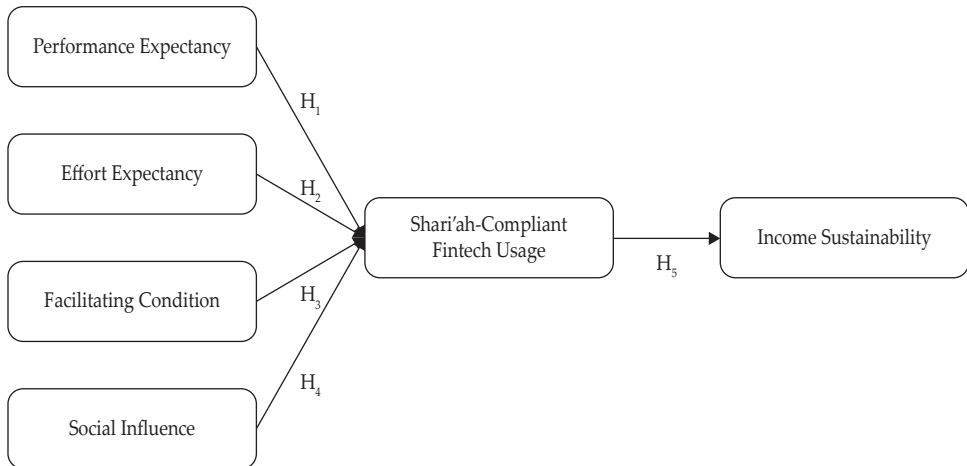 Performance Expectancy
H₁
Effort Expectancy
H₂
Shari'ah-Compliant
Fintech Usage
Income Sustainability
H₅
Facilitating Condition
H₃
H₄
Social Influence